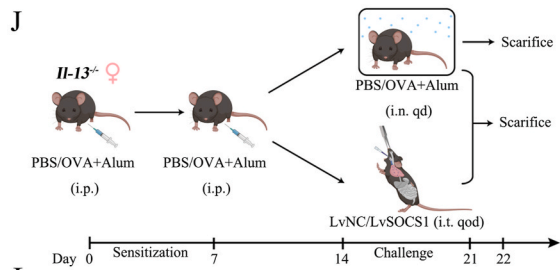 J
Il-13-/- ♀
PBS/OVA+Alum
(i.p.)
PBS/OVA+Alum
(i.p.)
PBS/OVA+Alum
(i.n. qd)
Scarifice
Scarifice
LvNC/LvSOCS1 (i.t. qod)
Sensitization
Challenge
Day 0 7 14 21 22